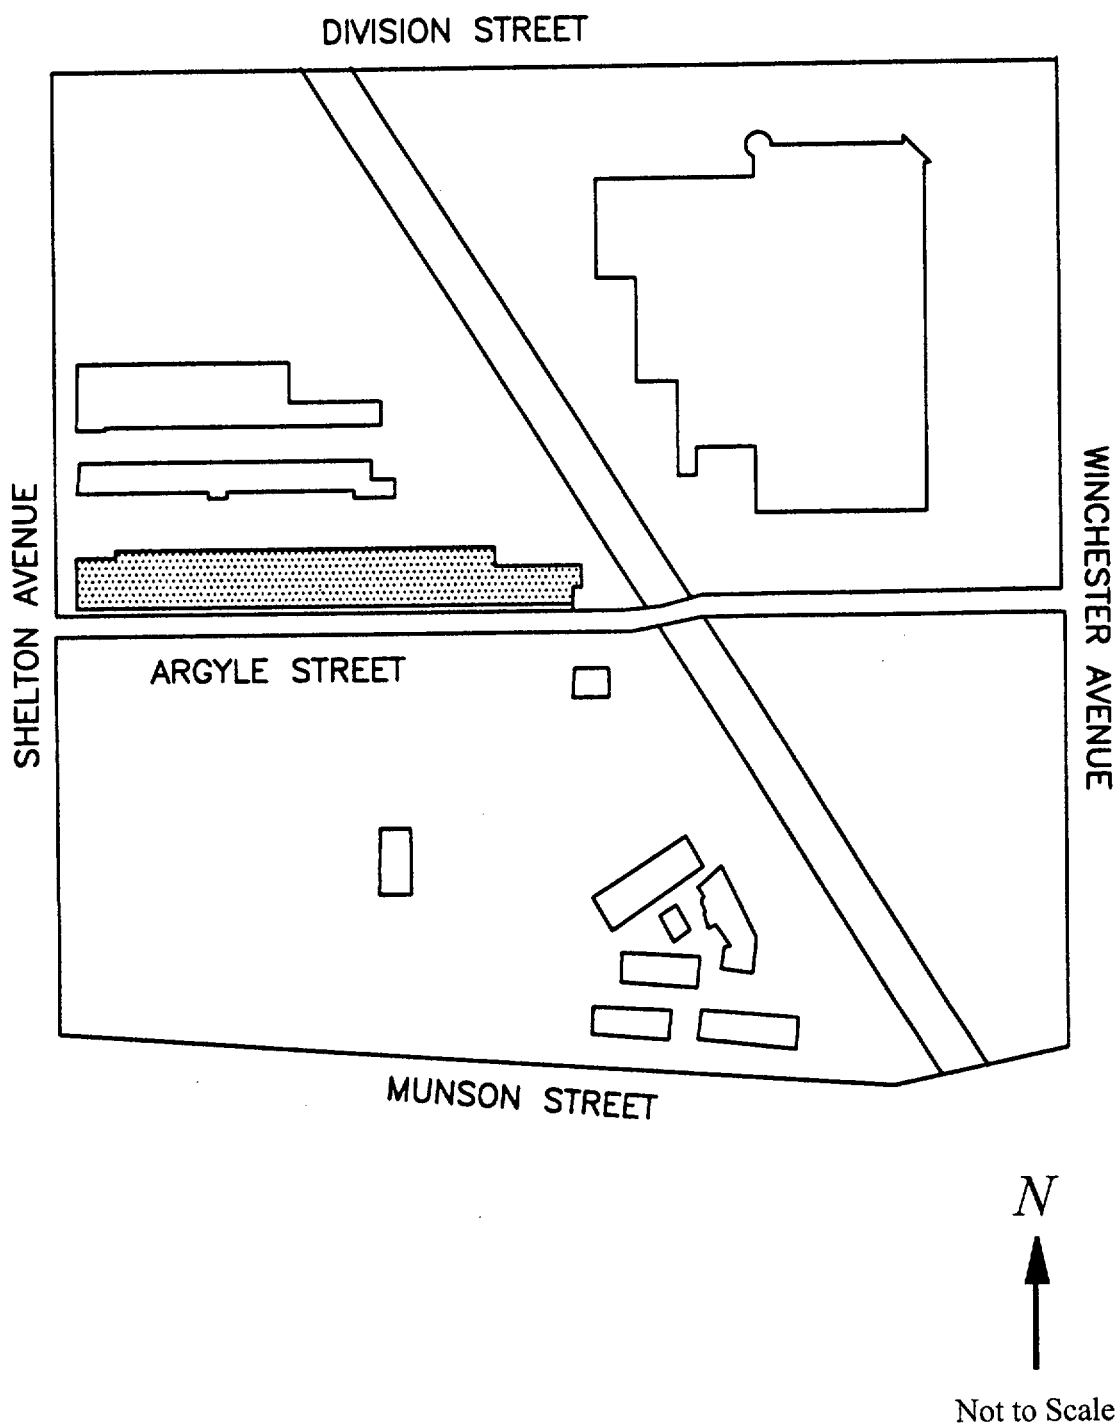 DIVISION STREET
SHELTON AVENUE
WINCHESTER AVENUE
ARGYLE STREET
MUNSON STREET
N
Not to Scale